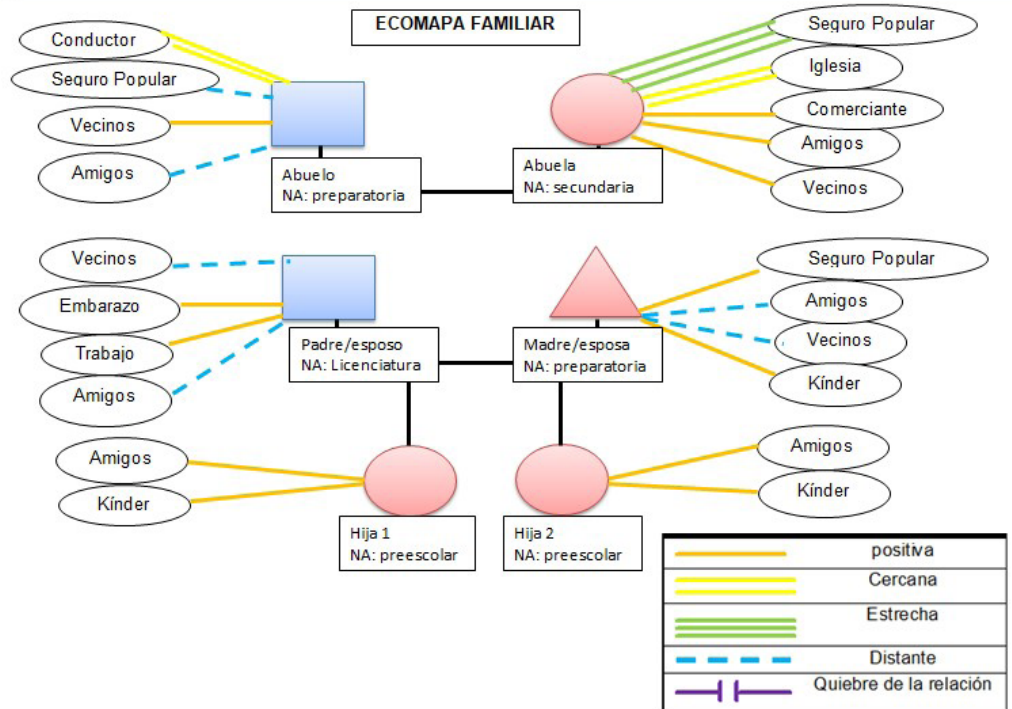 ECOMAPA FAMILIAR
Conductor
Seguro Popular
Vecinos
Amigos
Abuelo
NA: preparatoria
Abuela
NA: secundaria
Seguro Popular
Iglesia
Comerciante
Amigos
Vecinos
Vecinos
Embarazo
Trabajo
Amigos
Padre/esposo
NA: Licenciatura
Madre/esposa
NA: preparatoria
Seguro Popular
Amigos
Vecinos
Kínder
Amigos
Kínder
Hija 1
NA: preescolar
Hija 2
NA: preescolar
Amigos
Kínder
positiva
Cercana
Estrecha
Distante
Quiebre de la relación